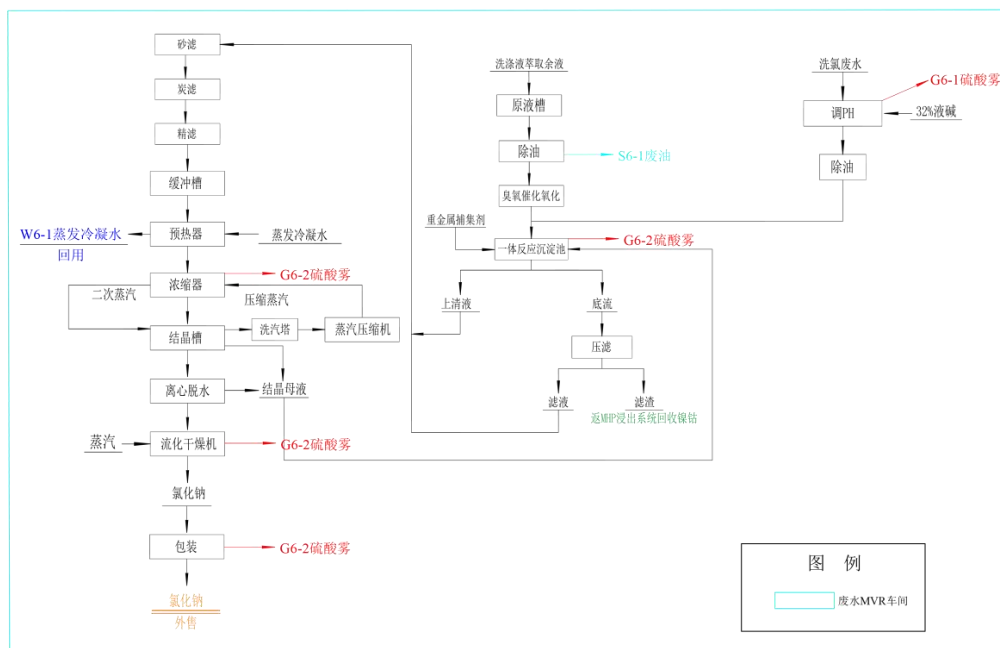 砂滤
炭滤
精滤
缓冲槽
预热器
蒸发冷凝水
W6-1蒸发冷凝水
回用
浓缩器
G6-2硫酸雾
二次蒸汽
压缩蒸汽
结晶槽
洗汽塔
蒸汽压缩机
离心脱水
结晶母液
蒸汽
流化干燥机
G6-2硫酸雾
氯化钠
包装
G6-2硫酸雾
氯化钠
外售
洗涤液萃取余液
原液槽
除油
S6-1废油
臭氧催化氧化
重金属捕集剂
一体反应沉淀池
G6-2硫酸雾
上清液
底流
压滤
滤液
滤渣
返MHP浸出系统回收镍钴
洗氯废水
G6-1硫酸雾
调PH
32%液碱
除油
图 例
废水MVR车间